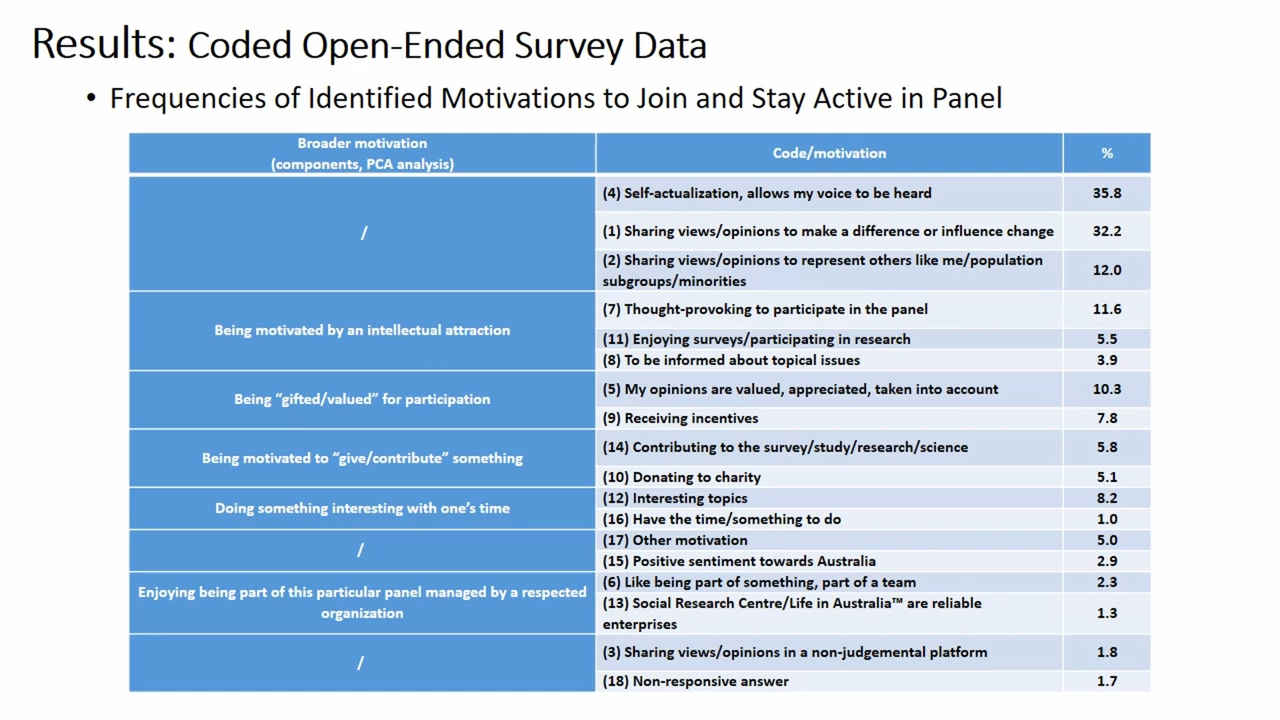 Results: Coded Open-Ended Survey Data
• Frequencies of Identified Motivations to Join and Stay Active in Panel
Broader motivation
(components, PCA analysis)
Code/motivation
%
/
(4) Self-actualization, allows my voice to be heard
35.8
(1) Sharing views/opinions to make a difference or influence change
32.2
(2) Sharing views/opinions to represent others like me/population
subgroups/minorities
12.0
Being motivated by an intellectual attraction
(7) Thought-provoking to participate in the panel
11.6
(11) Enjoying surveys/participating in research
5.5
(8) To be informed about topical issues
3.9
Being “gifted/valued” for participation
(5) My opinions are valued, appreciated, taken into account
10.3
(9) Receiving incentives
7.8
Being motivated to “give/contribute” something
(14) Contributing to the survey/study/research/science
5.8
(10) Donating to charity
5.1
Doing something interesting with one’s time
(12) Interesting topics
8.2
(16) Have the time/something to do
1.0
/
(17) Other motivation
5.0
(15) Positive sentiment towards Australia
2.9
Enjoying being part of this particular panel managed by a respected
organization
(6) Like being part of something, part of a team
2.3
(13) Social Research Centre/Life in Australia™ are reliable
enterprises
1.3
/
(3) Sharing views/opinions in a non-judgemental platform
1.8
(18) Non-responsive answer
1.7